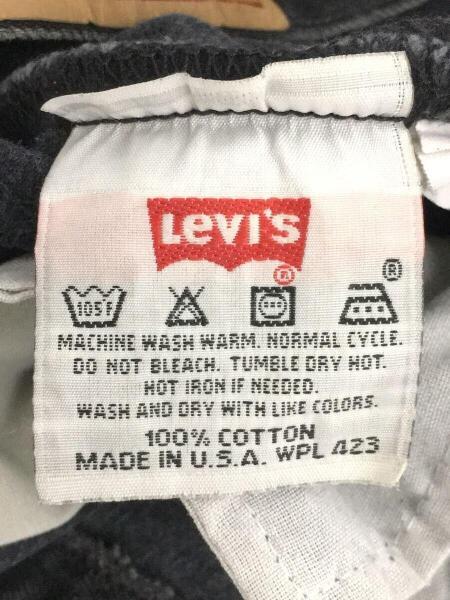 Levi's
®
®
105F
MACHINE WASH WARM. NORMAL CYCLE.
DO NOT BLEACH. TUMBLE DRY HOT.
HOT IRON IF NEEDED.
WASH AND DRY WITH LIKE COLORS.
100% COTTON
MADE IN U.S.A. WPL 423